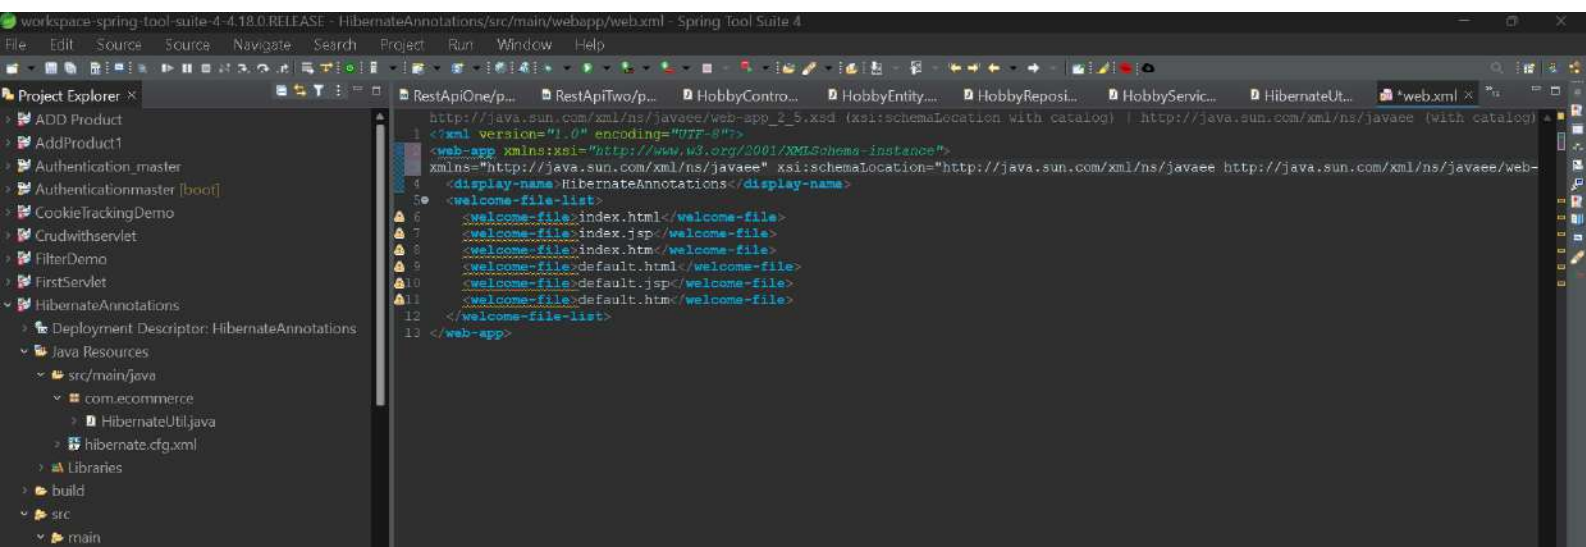 workspace-spring-tool-suite-4-4.18.0.RELEASE - HibernateAnnotations/src/main/webapp/web.xml - Spring Tool Suite 4
File Edit Source Source Navigate Search Project Run Window Help
Project Explorer
RestApiOne/p... RestApiTwo/p... HobbyContro... HobbyEntity.... HobbyReposi... HobbyServic... HibernateUt... *web.xml
ADD Product
AddProduct1
Authentication_master
Authenticationmaster [boot]
CookieTrackingDemo
Crudwithservlet
FilterDemo
FirstServlet
HibernateAnnotations
Deployment Descriptor: HibernateAnnotations
Java Resources
src/main/java
com.ecommerce
HibernateUtil.java
hibernate.cfg.xml
Libraries
build
src
main
http://java.sun.com/xml/ns/javaee/web-app_2_5.xsd (xsi:schemaLocation with catalog) | http://java.sun.com/xml/ns/javaee (with catalog)
1 <?xml version="1.0" encoding="UTF-8"?>
<web-app xmlns:xsi="http://www.w3.org/2001/XMLSchema-instance">
xmlns="http://java.sun.com/xml/ns/javaee" xsi:schemaLocation="http://java.sun.com/xml/ns/javaee http://java.sun.com/xml/ns/javaee/web-
4 <display-name>HibernateAnnotations</display-name>
5 <welcome-file-list>
6 <welcome-file>index.html</welcome-file>
7 <welcome-file>index.jsp</welcome-file>
8 <welcome-file>index.htm</welcome-file>
9 <welcome-file>default.html</welcome-file>
10 <welcome-file>default.jsp</welcome-file>
11 <welcome-file>default.htm</welcome-file>
12 </welcome-file-list>
13 </web-app>